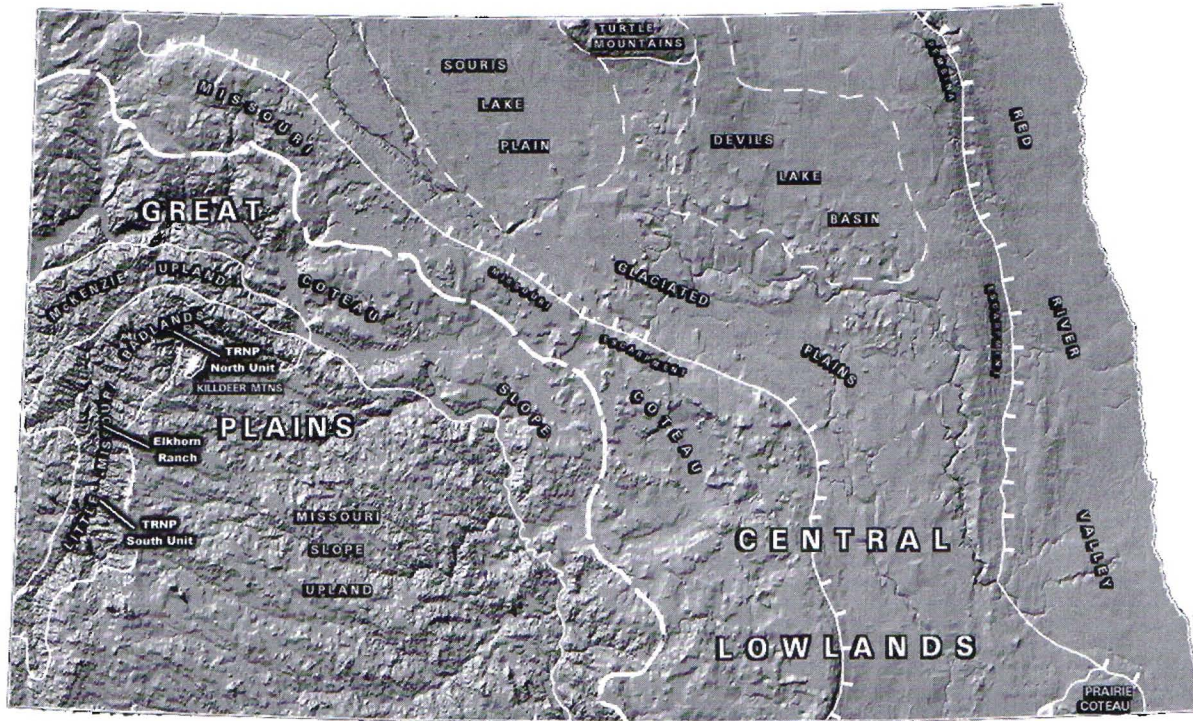 TURTLE
MOUNTAINS
PEMBINA
SOURIS
LAKE
PLAIN
MISSOURI
RED
DEVILS
LAKE
BASIN
GREAT
MCKENZIE UPLAND
COTEAU
MISSOURI
GLACIATED
ESCARPMENT
RIVER
BADLANDS
TRNP
North Unit
KILLDEER MTNS
ESCARPMENT
PLAINS
PLAINS
SLOPE
COTEAU
LITTLE MISSOURI
Elkhorn
Ranch
TRNP
South Unit
MISSOURI
SLOPE
UPLAND
CENTRAL
VALLEY
LOWLANDS
PRAIRIE
COTEAU